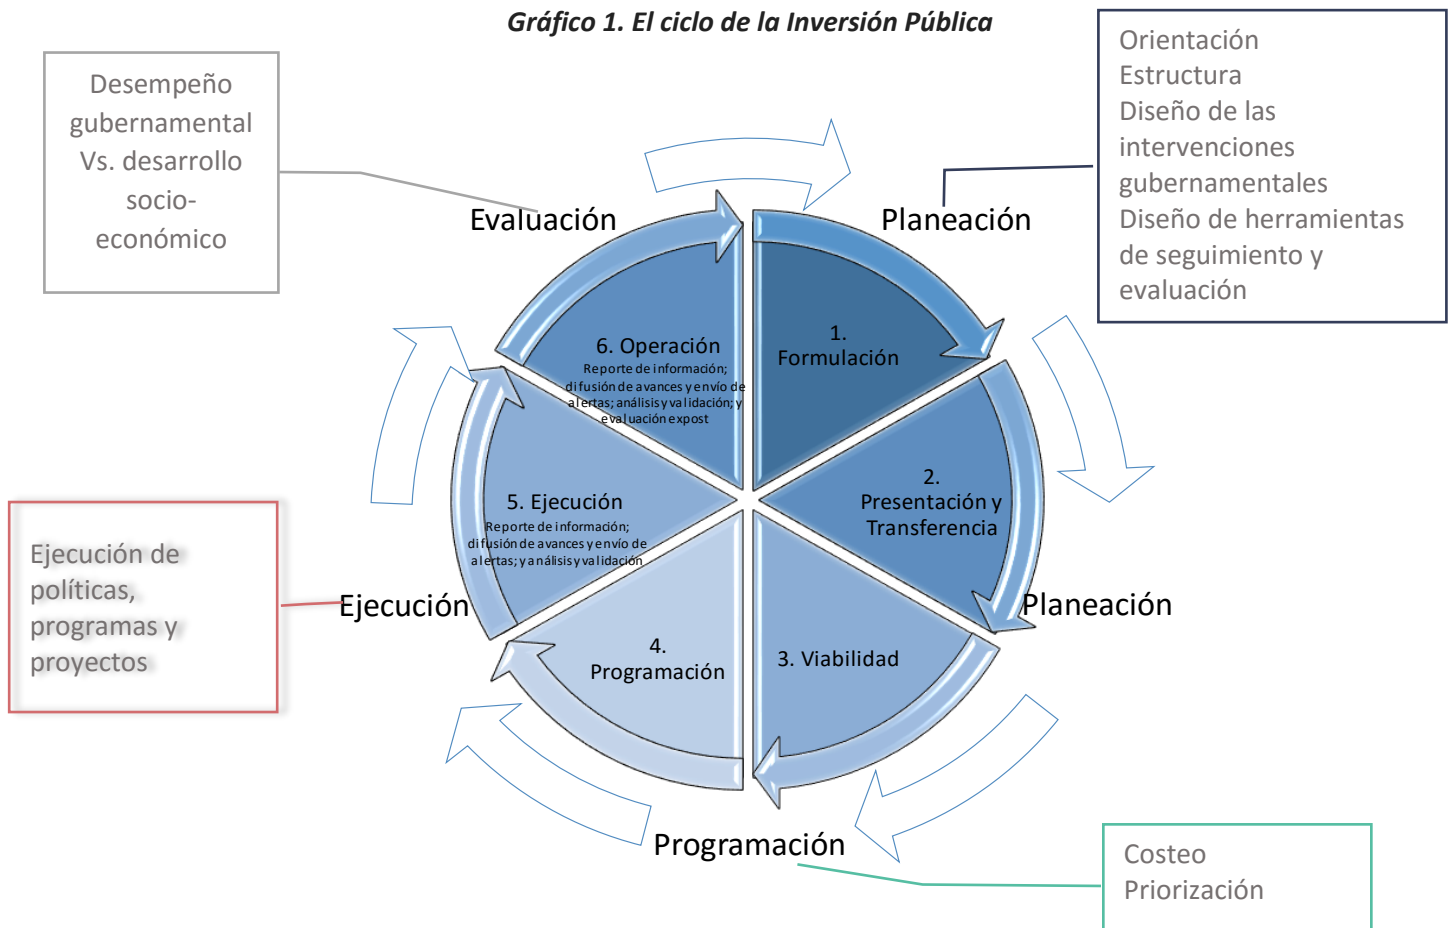 Gráfico 1. El ciclo de la Inversión Pública
Desempeño
gubernamental
Vs. desarrollo
socio-
económico
Orientación
Estructura
Diseño de las
intervenciones
gubernamentales
Diseño de herramientas
de seguimiento y
evaluación
Evaluación
Planeación
1.
Formulación
6. Operación
Reporte de información;
difusión de avances y envío de
alertas; análisis y validación; y
evaluación expost
2.
Presentación y
Transferencia
5. Ejecución
Reporte de información;
difusión de avances y envío de
alertas; y análisis y validación
Ejecución de
políticas,
programas y
proyectos
Ejecución
Planeación
4.
Programación
3. Viabilidad
Programación
Costeo
Priorización